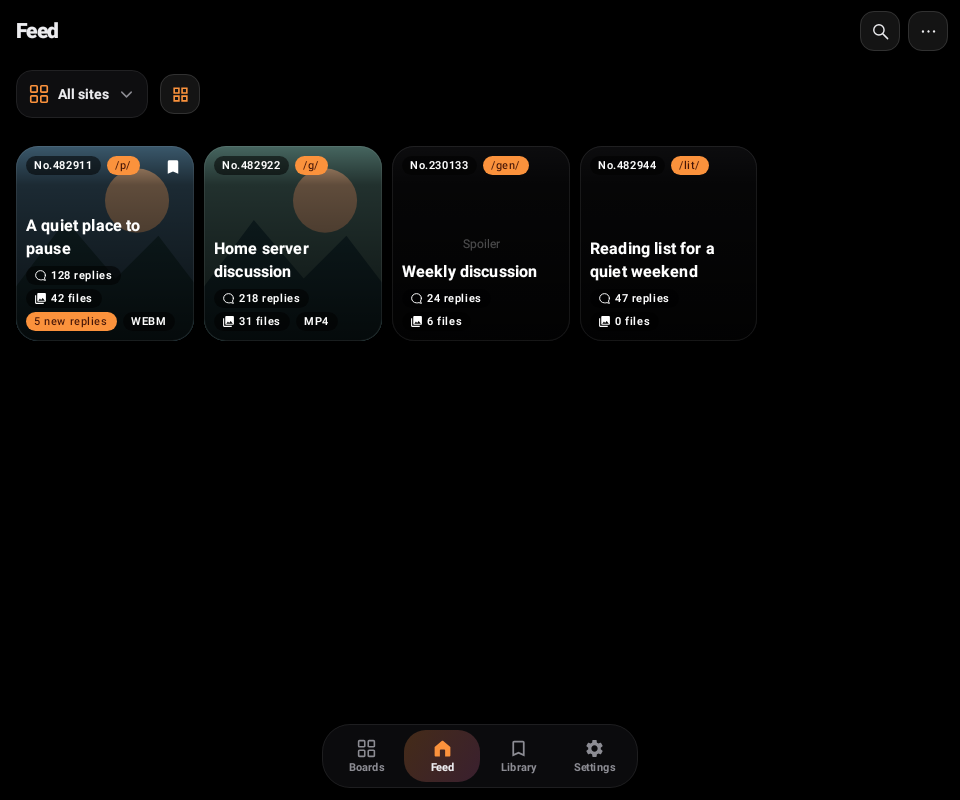 Feed
All sites
No.482911 /p/
A quiet place to
pause
128 replies
42 files
5 new replies WEBM
No.482922 /g/
Home server
discussion
218 replies
31 files MP4
No.230133 /gen/
Spoiler
Weekly discussion
24 replies
6 files
No.482944 /lit/
Reading list for a
quiet weekend
47 replies
0 files
Boards Feed Library Settings